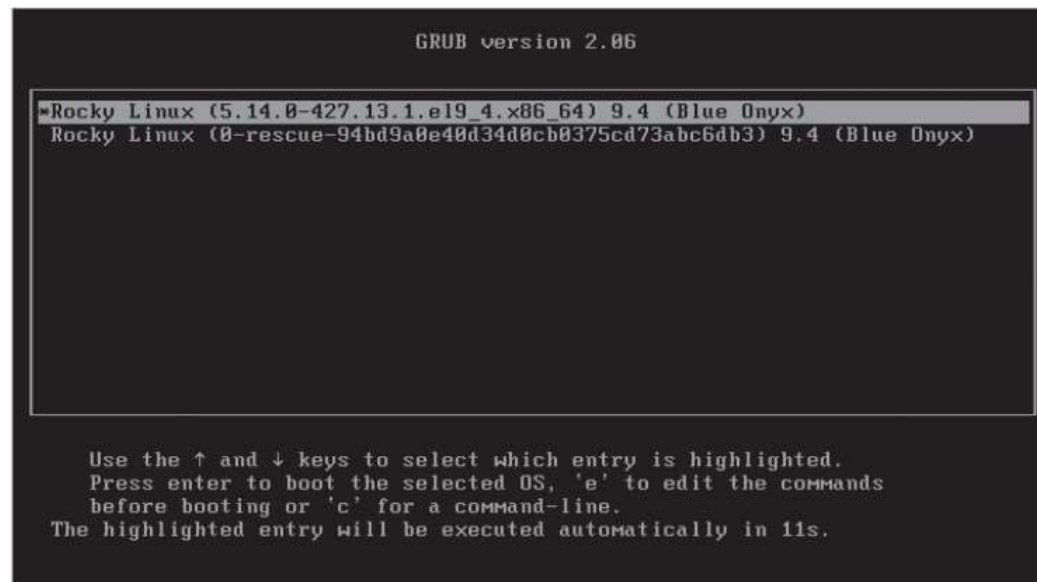 GRUB version 2.06
*Rocky Linux (5.14.0-427.13.1.el9_4.x86_64) 9.4 (Blue Onyx)
Rocky Linux (0-rescue-94bd9a0e40d34d0cb0375cd73abc6db3) 9.4 (Blue Onyx)
Use the ↑ and ↓ keys to select which entry is highlighted.
Press enter to boot the selected OS, 'e' to edit the commands
before booting or 'c' for a command-line.
The highlighted entry will be executed automatically in 11s.